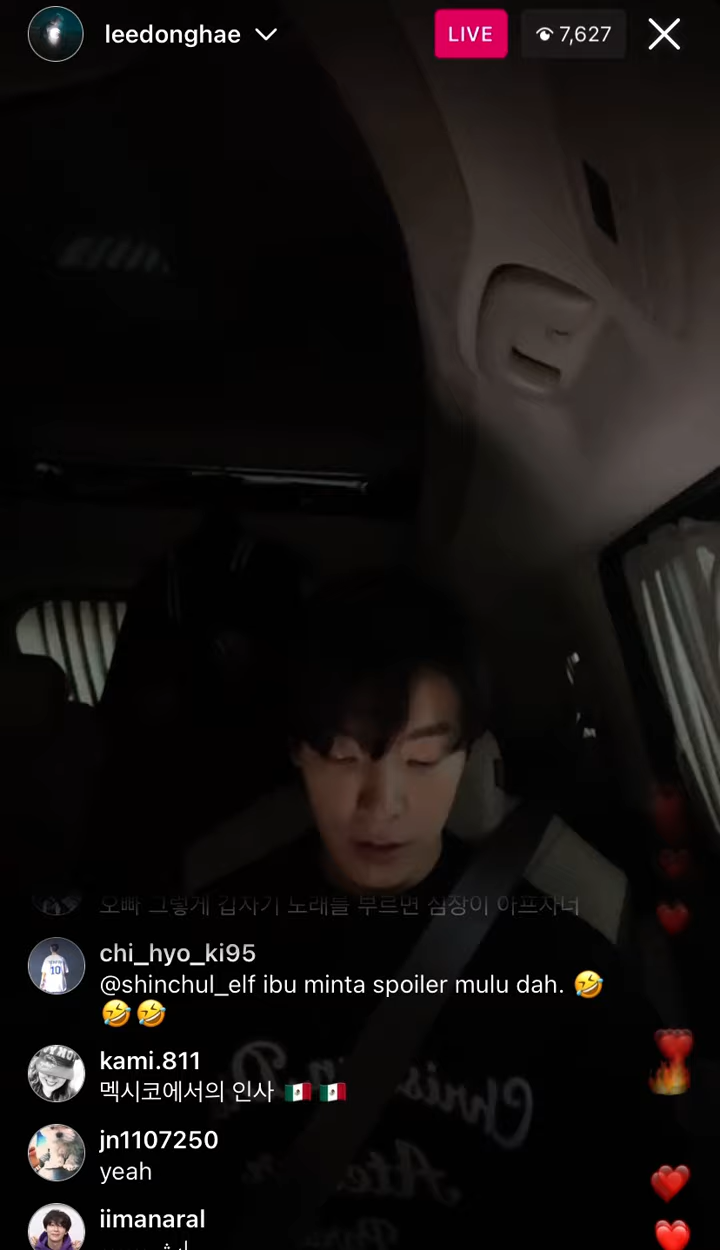 leedonghae
LIVE
7,627
오빠 그렇게 갑자기 노래를 부르면 심장이 아프자너
chi_hyo_ki95
@shinchul_elf ibu minta spoiler mulu dah. 🤣
🤣🤣
kami.811
멕시코에서의 인사 🇲🇽 🇲🇽
jn1107250
yeah
iimanaral